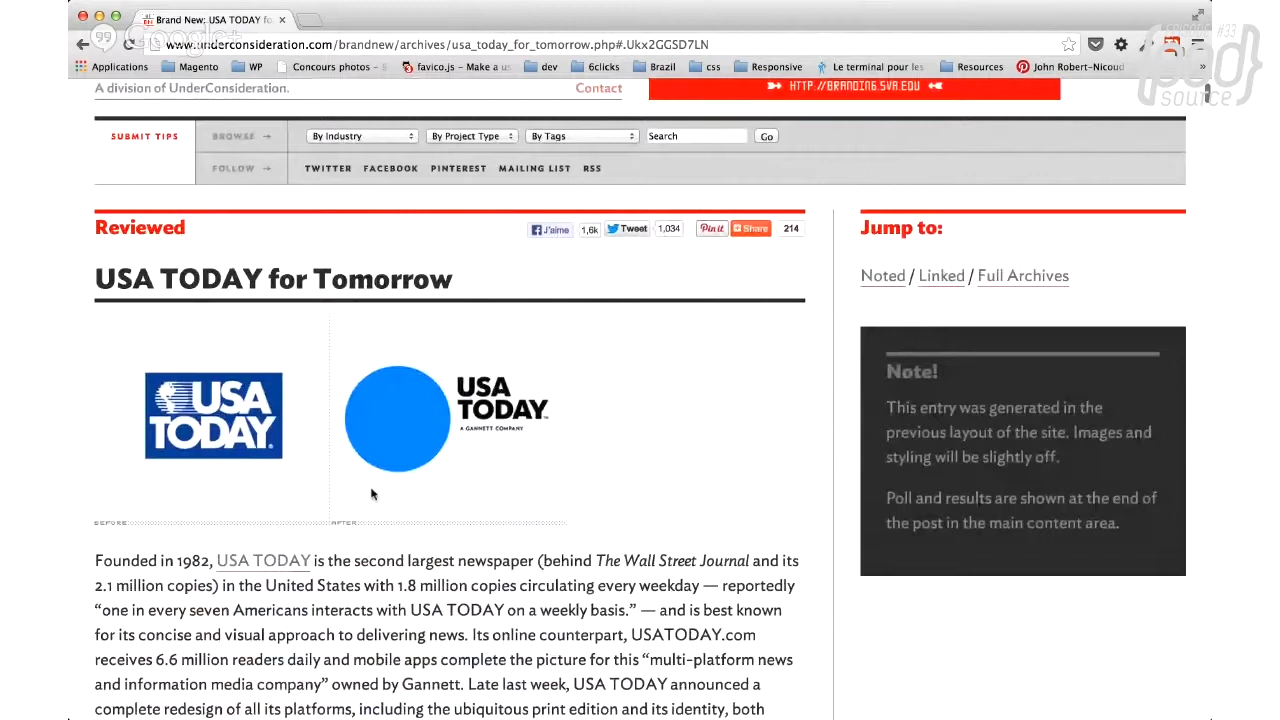 Brand New: USA TODAY fo
EPISODE #33
Google+
www.underconsideration.com/brandnew/archives/usa_today_for_tomorrow.php#.Ukx2GGSD7LN
pod
source
Applications Magento WP Concours photos – S favico.js – Make a us dev 6clicks Brazil css Responsive Le terminal pour les Resources John Robert–Nicoud »
A division of UnderConsideration. Contact HTTP://BRANDING.SVA.EDU
SUBMIT TIPS BROWSE → By Industry By Project Type By Tags Search Go
FOLLOW → TWITTER FACEBOOK PINTEREST MAILING LIST RSS
Reviewed J'aime 1,6k Tweet 1,034 Pin it Share 214
Jump to:
USA TODAY for Tomorrow
Noted / Linked / Full Archives
USA
TODAY.
USA
TODAY™
A GANNETT COMPANY
BEFORE AFTER
Note!
This entry was generated in the
previous layout of the site. Images and
styling will be slightly off.
Poll and results are shown at the end of
the post in the main content area.
Founded in 1982, USA TODAY is the second largest newspaper (behind The Wall Street Journal and its
2.1 million copies) in the United States with 1.8 million copies circulating every weekday — reportedly
“one in every seven Americans interacts with USA TODAY on a weekly basis.” — and is best known
for its concise and visual approach to delivering news. Its online counterpart, USATODAY.com
receives 6.6 million readers daily and mobile apps complete the picture for this “multi-platform news
and information media company” owned by Gannett. Late last week, USA TODAY announced a
complete redesign of all its platforms, including the ubiquitous print edition and its identity, both